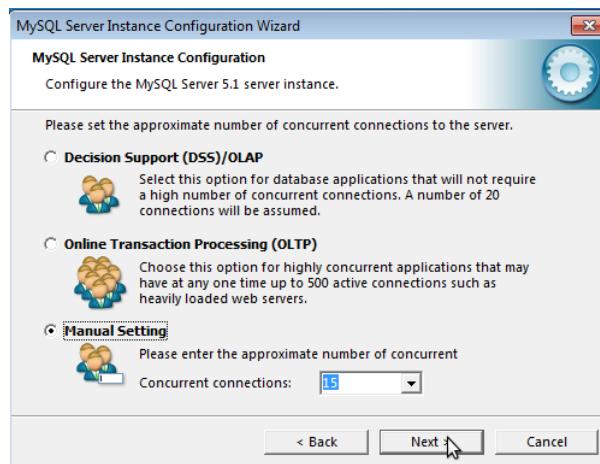 MySQL Server Instance Configuration Wizard
MySQL Server Instance Configuration
Configure the MySQL Server 5.1 server instance.
Please set the approximate number of concurrent connections to the server.
Decision Support (DSS)/OLAP
Select this option for database applications that will not require
a high number of concurrent connections. A number of 20
connections will be assumed.
Online Transaction Processing (OLTP)
Choose this option for highly concurrent applications that may
have at any one time up to 500 active connections such as
heavily loaded web servers.
Manual Setting
Please enter the approximate number of concurrent
Concurrent connections: 15
< Back Next > Cancel